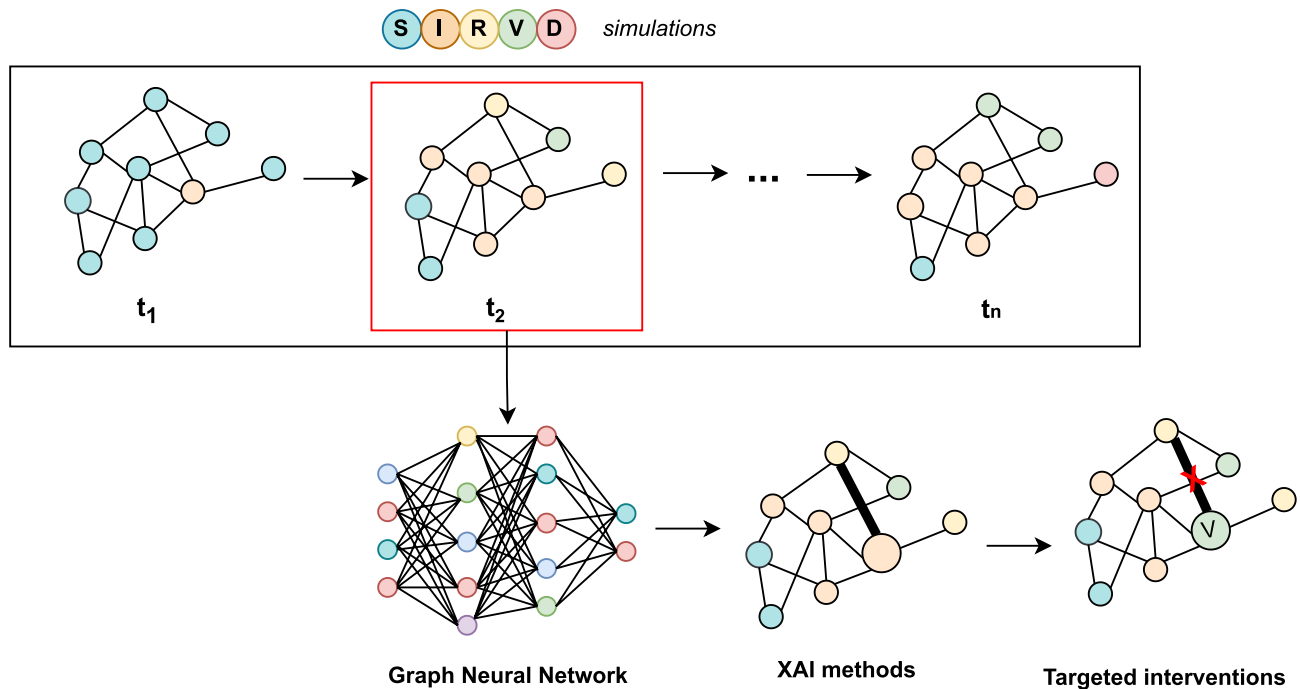 S I R V D simulations
...
t1 t2 tn
V
Graph Neural Network XAI methods Targeted interventions